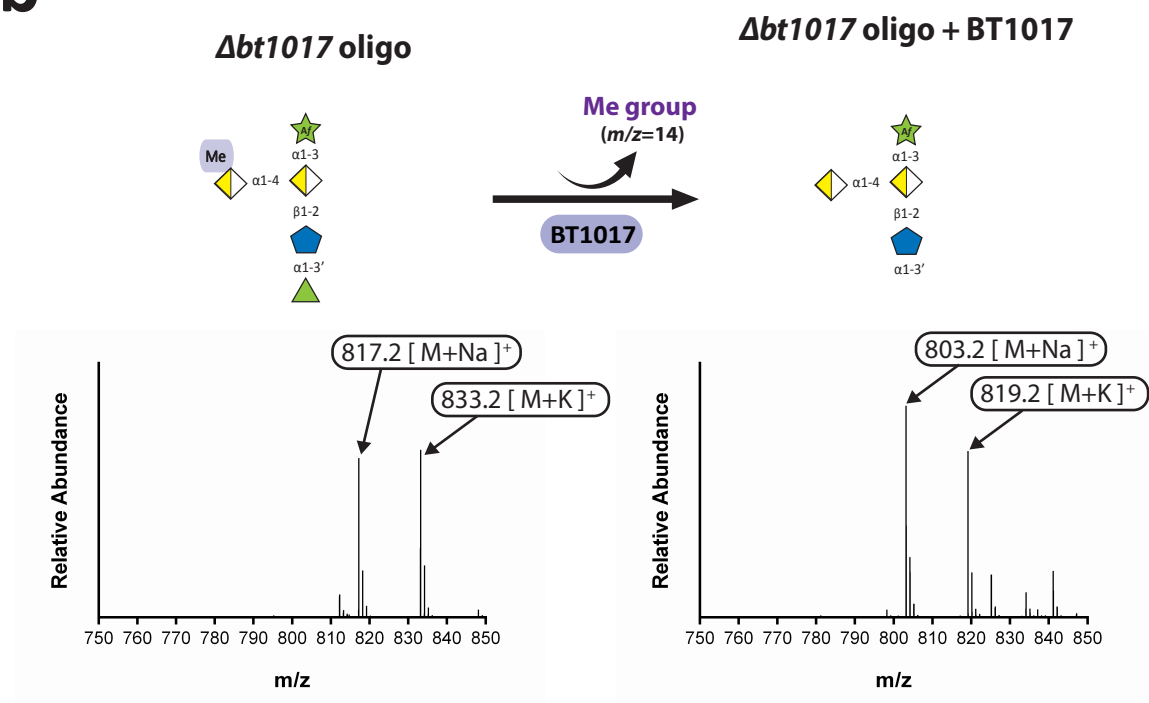 b
Δbt1017 oligo
Δbt1017 oligo + BT1017
Me group
(m/z=14)
BT1017
Me
Af
α1-3
α1-4
β1-2
α1-3′
Af
α1-3
α1-4
β1-2
α1-3′
817.2 [ M+Na ]+
833.2 [ M+K ]+
Relative Abundance
750 760 770 780 790 800 810 820 830 840 850
m/z
803.2 [ M+Na ]+
819.2 [ M+K ]+
Relative Abundance
750 760 770 780 790 800 810 820 830 840 850
m/z